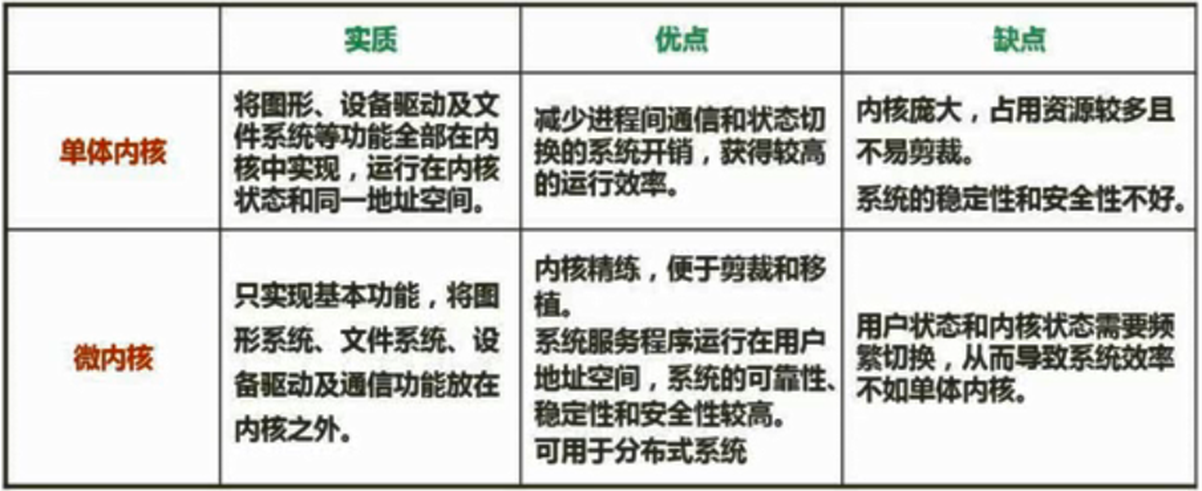 实质
优点
缺点
单体内核
将图形、设备驱动及文
件系统等功能全部在内
核中实现，运行在内核
状态和同一地址空间。
减少进程间通信和状态切
换的系统开销，获得较高
的运行效率。
内核庞大，占用资源较多且
不易剪裁。
系统的稳定性和安全性不好。
微内核
只实现基本功能，将图
形系统、文件系统、设
备驱动及通信功能放在
内核之外。
内核精练，便于剪裁和移
植。
系统服务程序运行在用户
地址空间，系统的可靠性、
稳定性和安全性较高。
可用于分布式系统
用户状态和内核状态需要频
繁切换，从而导致系统效率
不如单体内核。